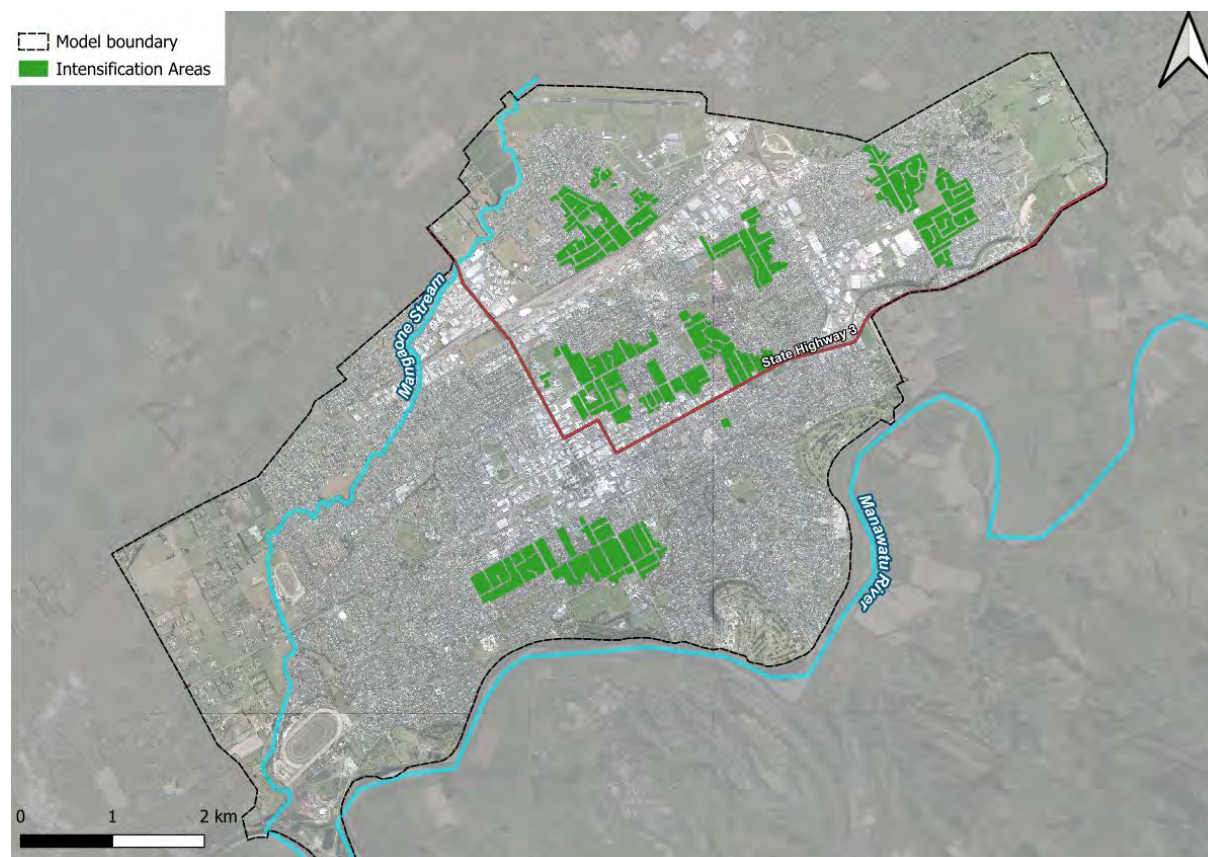 Model boundary
Intensification Areas
Mangaone Stream
State Highway 3
Manawatu River
0 1 2 km